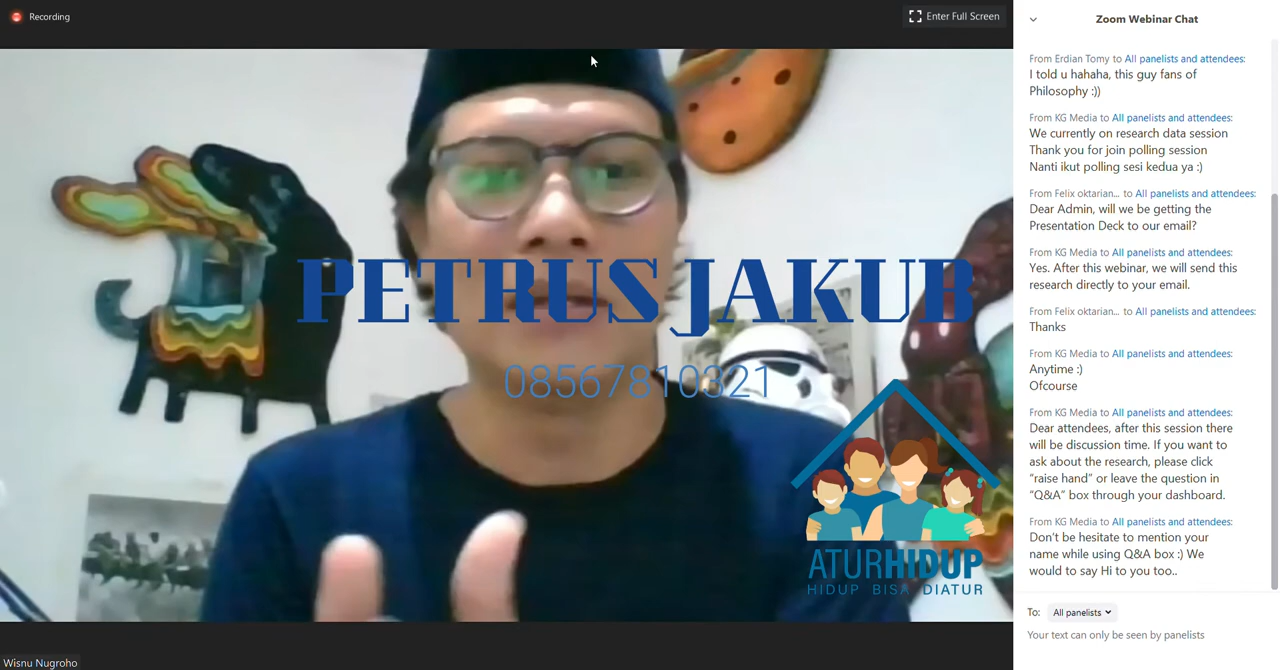 Recording
Enter Full Screen
PETRUS JAKUB
08567810321
ATURHIDUP
HIDUP BISA DIATUR
Wisnu Nugroho
Zoom Webinar Chat
From Erdian Tomy to All panelists and attendees:
I told u hahaha, this guy fans of
Philosophy :))
From KG Media to All panelists and attendees:
We currently on research data session
Thank you for join polling session
Nanti ikut polling sesi kedua ya :)
From Felix oktarian... to All panelists and attendees:
Dear Admin, will we be getting the
Presentation Deck to our email?
From KG Media to All panelists and attendees:
Yes. After this webinar, we will send this
research directly to your email.
From Felix oktarian... to All panelists and attendees:
Thanks
From KG Media to All panelists and attendees:
Anytime :)
Ofcourse
From KG Media to All panelists and attendees:
Dear attendees, after this session there
will be discussion time. If you want to
ask about the research, please click
“raise hand” or leave the question in
“Q&A” box through your dashboard.
From KG Media to All panelists and attendees:
Don't be hesitate to mention your
name while using Q&A box :) We
would to say Hi to you too..
To: All panelists
Your text can only be seen by panelists